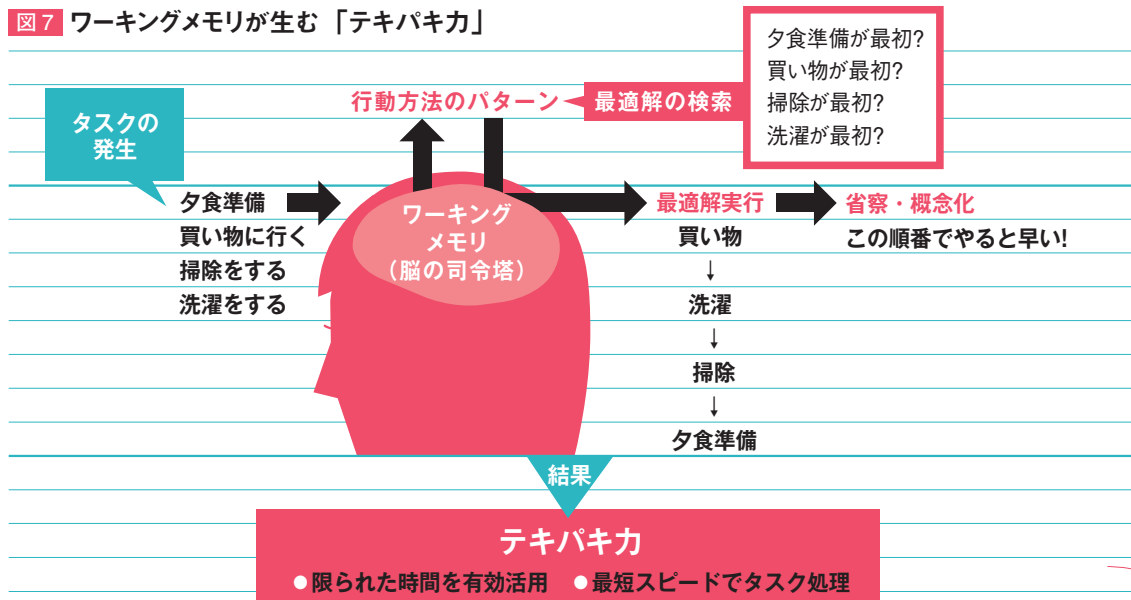 図7 ワーキングメモリが生む「テキパキ力」
夕食準備が最初?
買い物が最初?
掃除が最初?
洗濯が最初?
行動方法のパターン
最適解の検索
タスクの
発生
夕食準備
買い物に行く
掃除をする
洗濯をする
ワーキング
メモリ
(脳の司令塔)
最適解実行
買い物
↓
洗濯
↓
掃除
↓
夕食準備
省察・概念化
この順番でやると早い!
結果
テキパキ力
●限られた時間を有効活用 ●最短スピードでタスク処理